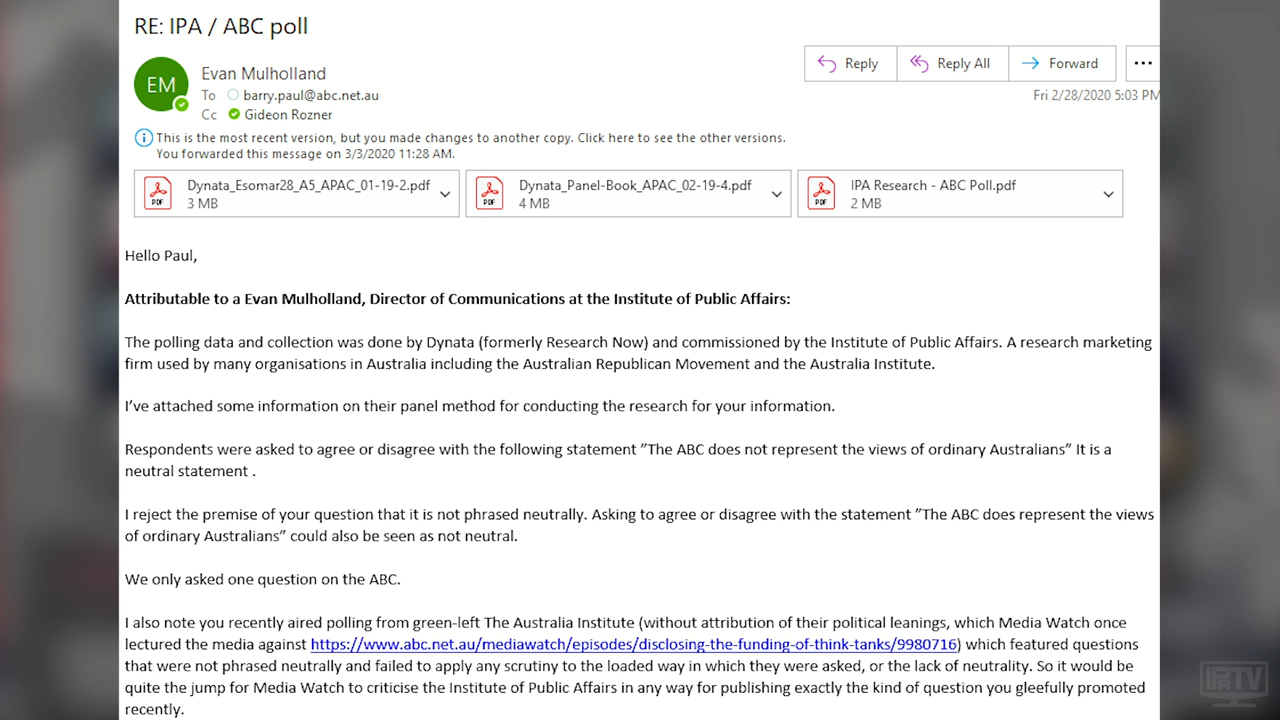 RE: IPA / ABC poll
EM
Evan Mulholland
To barry.paul@abc.net.au
Cc Gideon Rozner
Reply
Reply All
Forward
...
Fri 2/28/2020 5:03 PM
This is the most recent version, but you made changes to another copy. Click here to see the other versions.
You forwarded this message on 3/3/2020 11:28 AM.
PDF
Dynata_Esomar28_A5_APAC_01-19-2.pdf
3 MB
PDF
Dynata_Panel-Book_APAC_02-19-4.pdf
4 MB
PDF
IPA Research - ABC Poll.pdf
2 MB
Hello Paul,
Attributable to a Evan Mulholland, Director of Communications at the Institute of Public Affairs:
The polling data and collection was done by Dynata (formerly Research Now) and commissioned by the Institute of Public Affairs. A research marketing
firm used by many organisations in Australia including the Australian Republican Movement and the Australia Institute.
I’ve attached some information on their panel method for conducting the research for your information.
Respondents were asked to agree or disagree with the following statement ”The ABC does not represent the views of ordinary Australians” It is a
neutral statement .
I reject the premise of your question that it is not phrased neutrally. Asking to agree or disagree with the statement ”The ABC does represent the views
of ordinary Australians” could also be seen as not neutral.
We only asked one question on the ABC.
I also note you recently aired polling from green-left The Australia Institute (without attribution of their political leanings, which Media Watch once
lectured the media against https://www.abc.net.au/mediawatch/episodes/disclosing-the-funding-of-think-tanks/9980716) which featured questions
that were not phrased neutrally and failed to apply any scrutiny to the loaded way in which they were asked, or the lack of neutrality. So it would be
quite the jump for Media Watch to criticise the Institute of Public Affairs in any way for publishing exactly the kind of question you gleefully promoted
recently.
IPATV